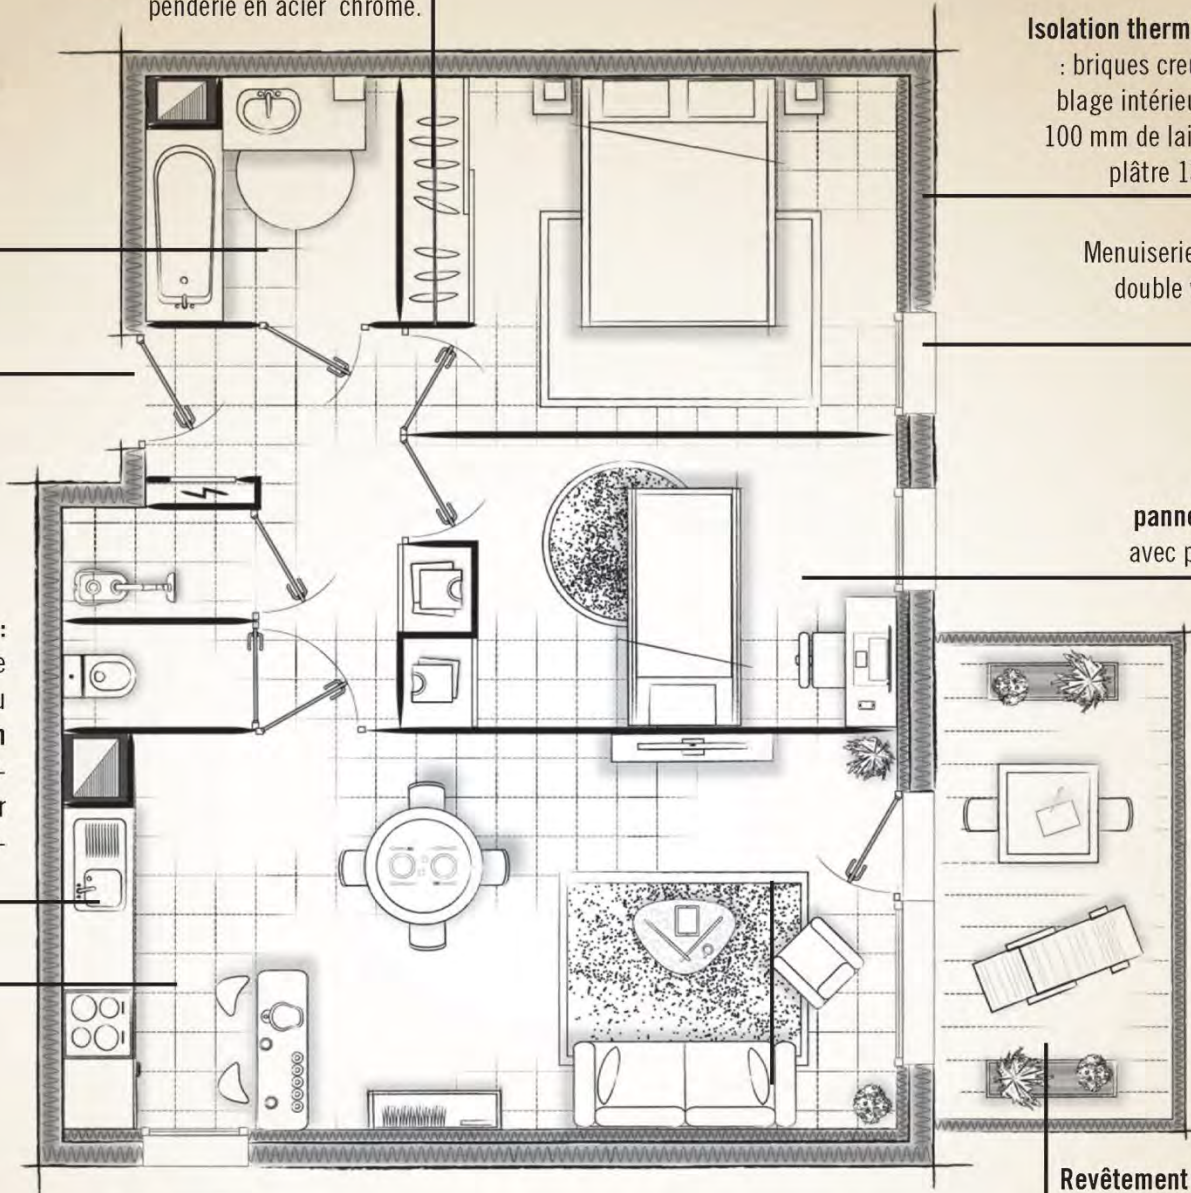 penderie en acier chromé.
Isolation therm
: briques creu
blage intérieu
100 mm de lai
plâtre 1
Menuiserie
double
panne
avec p
:
e
u
n
r
Revêtement